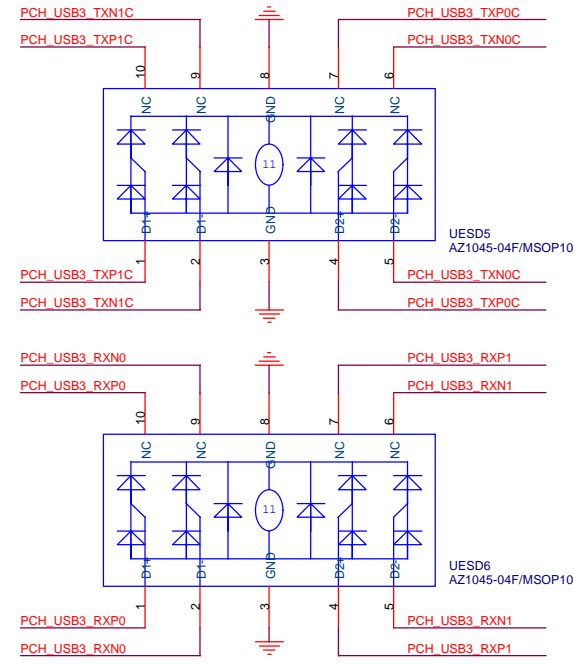 PCH_USB3_TXN1C
PCH_USB3_TXP0C
PCH_USB3_TXP1C
PCH_USB3_TXN0C
10 9 8 7 6
NC NC GND NC NC
11
D1+ D1- GND D2+ D2-
UESD5
AZ1045-04F/MSOP10
1 2 3 4 5
PCH_USB3_TXP1C
PCH_USB3_TXN0C
PCH_USB3_TXN1C
PCH_USB3_TXP0C
PCH_USB3_RXN0
PCH_USB3_RXP1
PCH_USB3_RXP0
PCH_USB3_RXN1
10 9 8 7 6
NC NC GND NC NC
11
D1+ D1- GND D2+ D2-
UESD6
AZ1045-04F/MSOP10
1 2 3 4 5
PCH_USB3_RXP0
PCH_USB3_RXN1
PCH_USB3_RXN0
PCH_USB3_RXP1